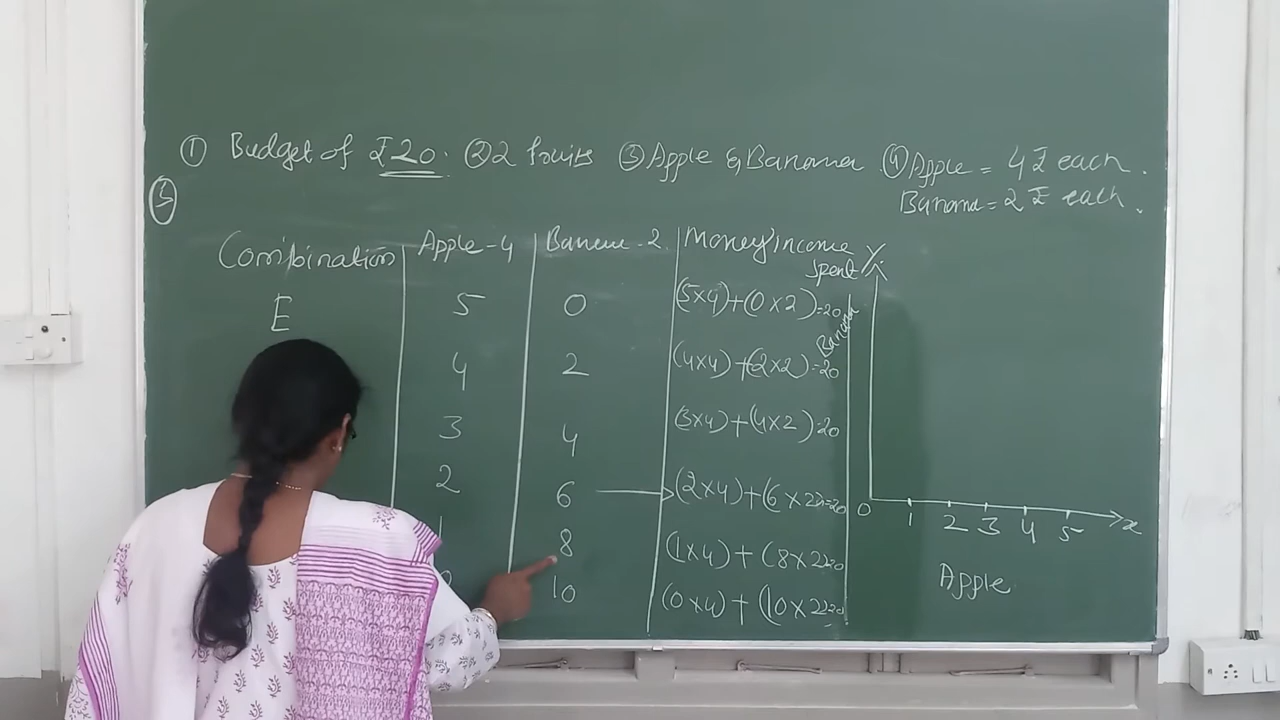 ① Budget of ₹20. ② 2 fruits ③ Apple & Banana ④ Apple = 4₹ each.
Banana = 2₹ each.
⑤
Combination Apple-4 Banana-2 Money income spent
E 5 0 (5×4)+(0×2)=20
4 2 (4×4)+(2×2)=20
3 4 (3×4)+(4×2)=20
2 6 (2×4)+(6×2)=20
1 8 (1×4)+(8×2)=20
10 (0×4)+(10×2)=20
Y
Banana
0 1 2 3 4 5 x
Apple